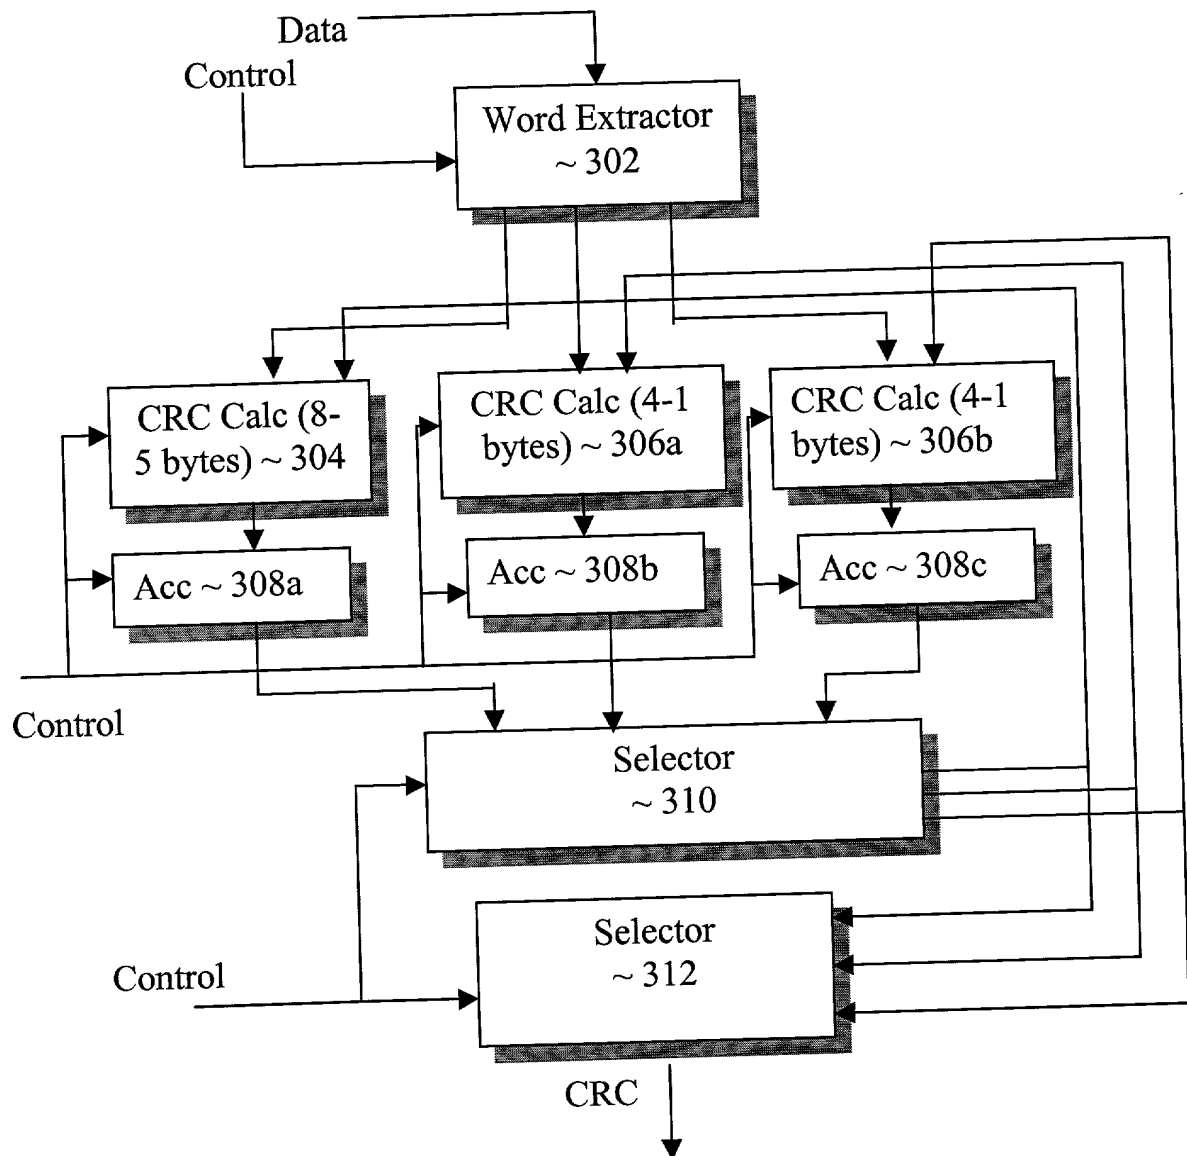 Data
Control
Word Extractor
~ 302
CRC Calc (8-
5 bytes) ~ 304
CRC Calc (4-1
bytes) ~ 306a
CRC Calc (4-1
bytes) ~ 306b
Acc ~ 308a
Acc ~ 308b
Acc ~ 308c
Control
Selector
~ 310
Selector
~ 312
Control
CRC